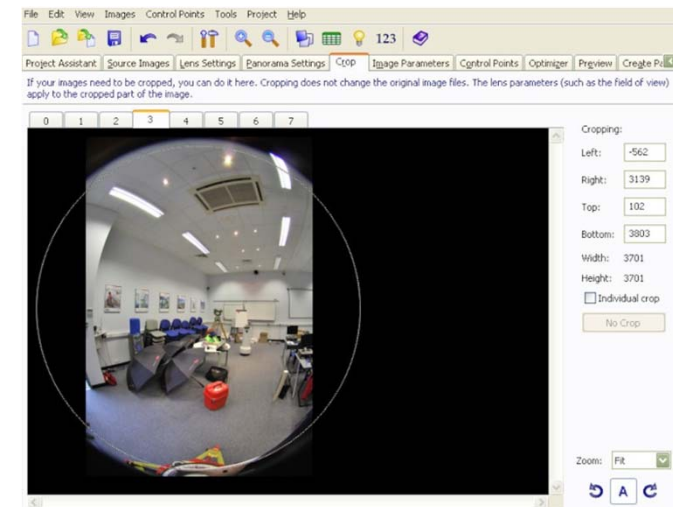 File Edit View Images Control Points Tools Project Help
123
Project Assistant Source Images Lens Settings Panorama Settings Crop Image Parameters Control Points Optimizer Preview Create Pa
If your images need to be cropped, you can do it here. Cropping does not change the original image files. The lens parameters (such as the field of view)
apply to the cropped part of the image.
0 1 2 3 4 5 6 7
Cropping:
Left: -562
Right: 3139
Top: 102
Bottom: 3803
Width: 3701
Height: 3701
Individual crop
No Crop
Zoom: Fit
A